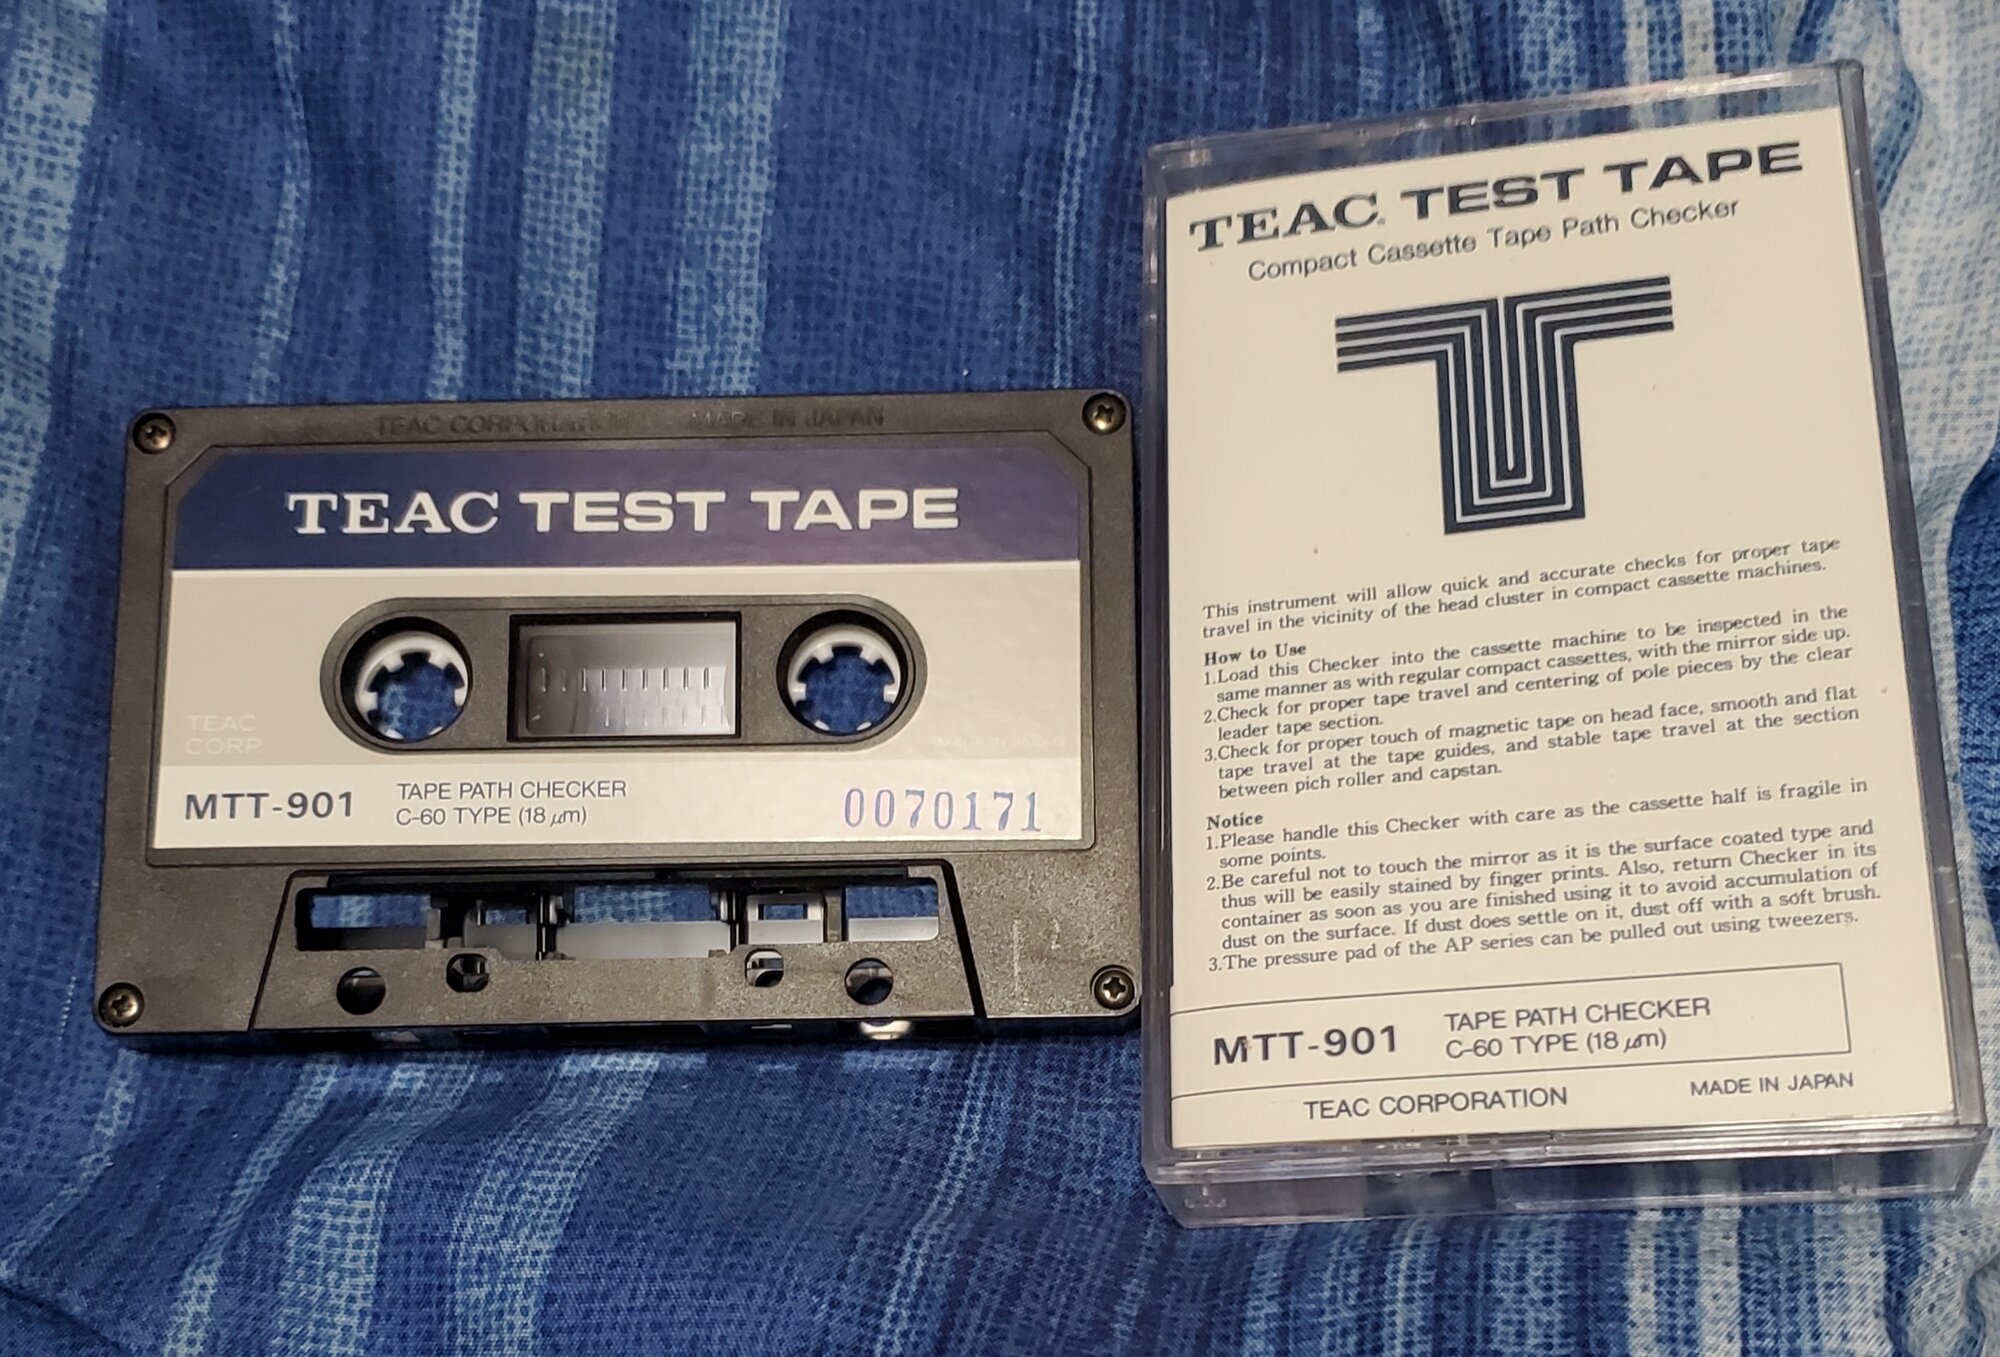 TEAC CORPORATION MADE IN JAPAN
TEAC TEST TAPE
TEAC
CORP.
MADE IN JAPAN
MTT-901
TAPE PATH CHECKER
C-60 TYPE (18 μm)
0070171
TEAC TEST TAPE
Compact Cassette Tape Path Checker
This instrument will allow quick and accurate checks for proper tape
travel in the vicinity of the head cluster in compact cassette machines.
How to Use
1.Load this Checker into the cassette machine to be inspected in the
same manner as with regular compact cassettes, with the mirror side up.
2.Check for proper tape travel and centering of pole pieces by the clear
leader tape section.
3.Check for proper touch of magnetic tape on head face, smooth and flat
tape travel at the tape guides, and stable tape travel at the section
between pich roller and capstan.
Notice
1.Please handle this Checker with care as the cassette half is fragile in
some points.
2.Be careful not to touch the mirror as it is the surface coated type and
thus will be easily stained by finger prints. Also, return Checker in its
container as soon as you are finished using it to avoid accumulation of
dust on the surface. If dust does settle on it, dust off with a soft brush.
3.The pressure pad of the AP series can be pulled out using tweezers.
MTT-901
TAPE PATH CHECKER
C-60 TYPE (18 μm)
TEAC CORPORATION
MADE IN JAPAN